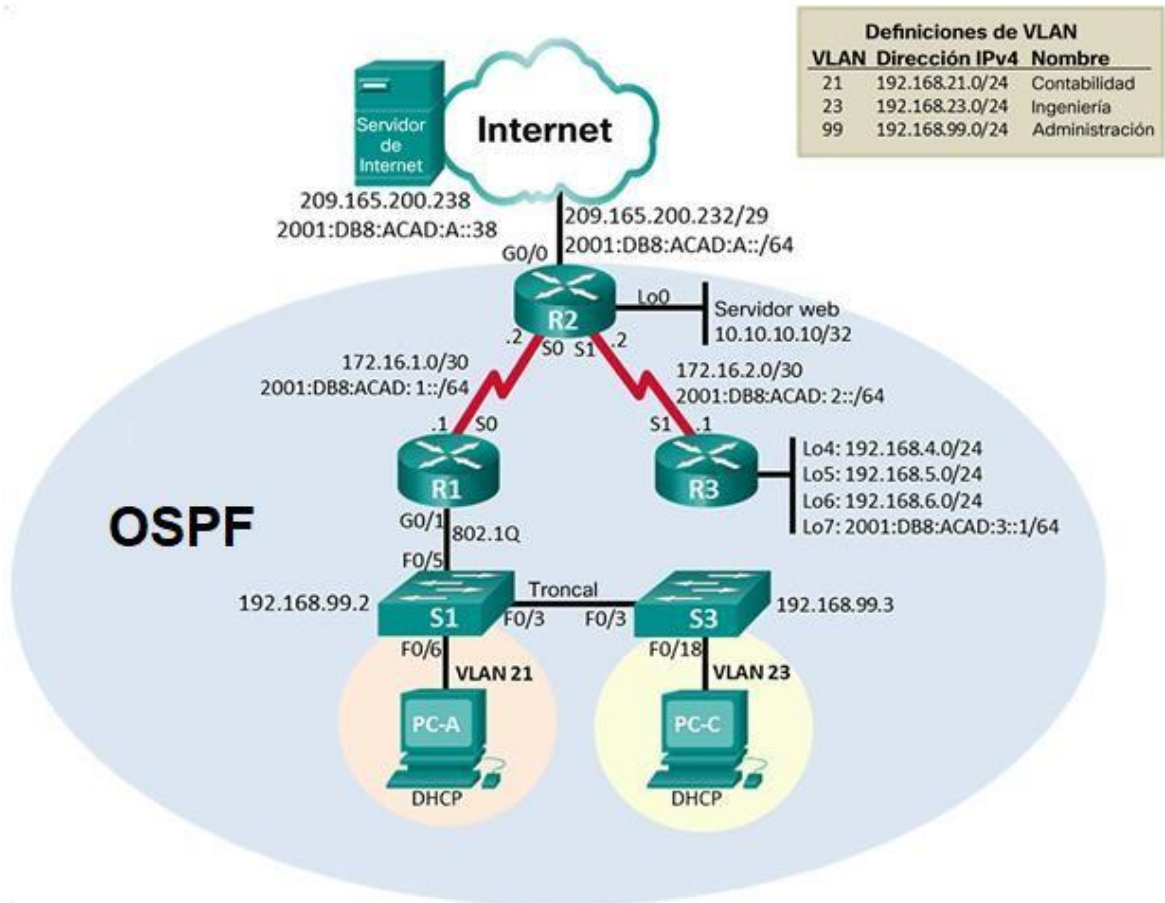 Definiciones de VLAN
VLAN Dirección IPv4 Nombre
21 192.168.21.0/24 Contabilidad
23 192.168.23.0/24 Ingeniería
99 192.168.99.0/24 Administración
Servidor
de
Internet
Internet
209.165.200.238
2001:DB8:ACAD:A::38
209.165.200.232/29
2001:DB8:ACAD:A::/64
G0/0
R2
Lo0
Servidor web
10.10.10.10/32
.2
S0
S1
.2
172.16.1.0/30
2001:DB8:ACAD: 1::/64
172.16.2.0/30
2001:DB8:ACAD: 2::/64
.1
S0
S1
.1
R1
R3
Lo4: 192.168.4.0/24
Lo5: 192.168.5.0/24
Lo6: 192.168.6.0/24
Lo7: 2001:DB8:ACAD:3::1/64
OSPF
G0/1
802.1Q
F0/5
Troncal
192.168.99.2
S1
F0/3
F0/3
S3
192.168.99.3
F0/6
F0/18
VLAN 21
VLAN 23
PC-A
PC-C
DHCP
DHCP